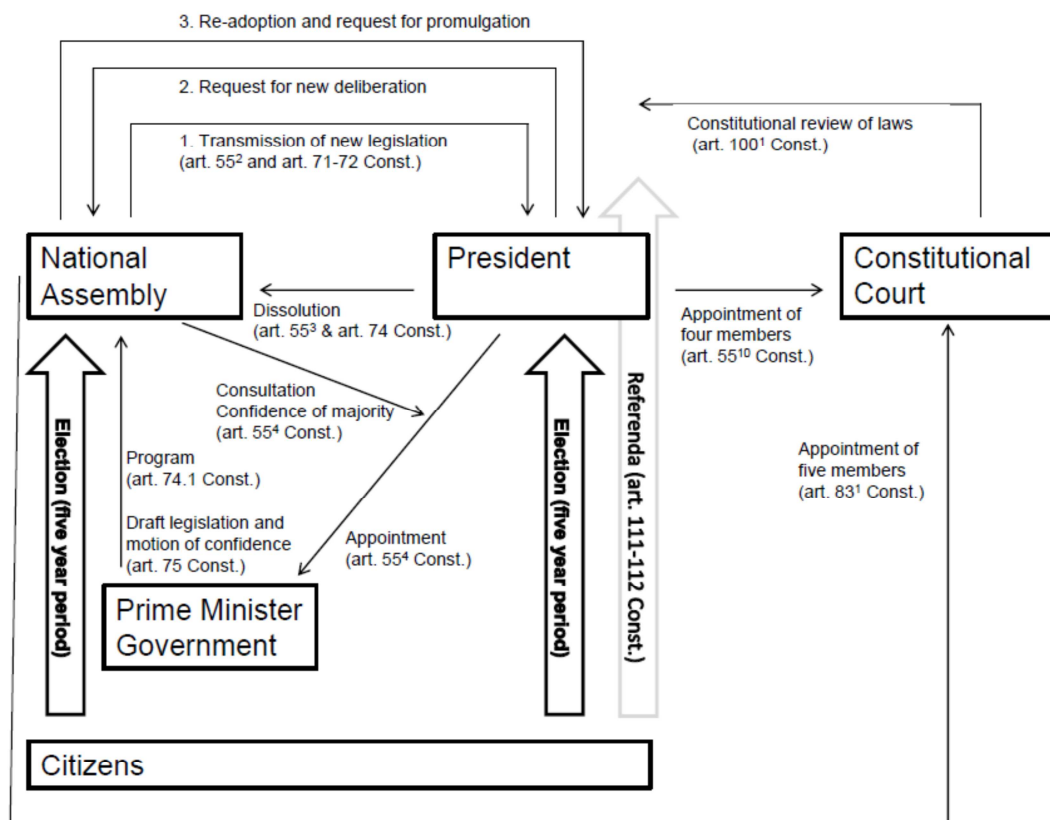 3. Re-adoption and request for promulgation
2. Request for new deliberation
1. Transmission of new legislation
(art. 55² and art. 71-72 Const.)
Constitutional review of laws
(art. 100¹ Const.)
National
Assembly
President
Constitutional
Court
Dissolution
(art. 55³ & art. 74 Const.)
Appointment of
four members
(art. 55¹⁰ Const.)
Consultation
Confidence of majority
(art. 55⁴ Const.)
Program
(art. 74.1 Const.)
Draft legislation and
motion of confidence
(art. 75 Const.)
Appointment
(art. 55⁴ Const.)
Appointment of
five members
(art. 83¹ Const.)
Election (five year period)
Election (five year period)
Referenda (art. 111-112 Const.)
Prime Minister
Government
Citizens